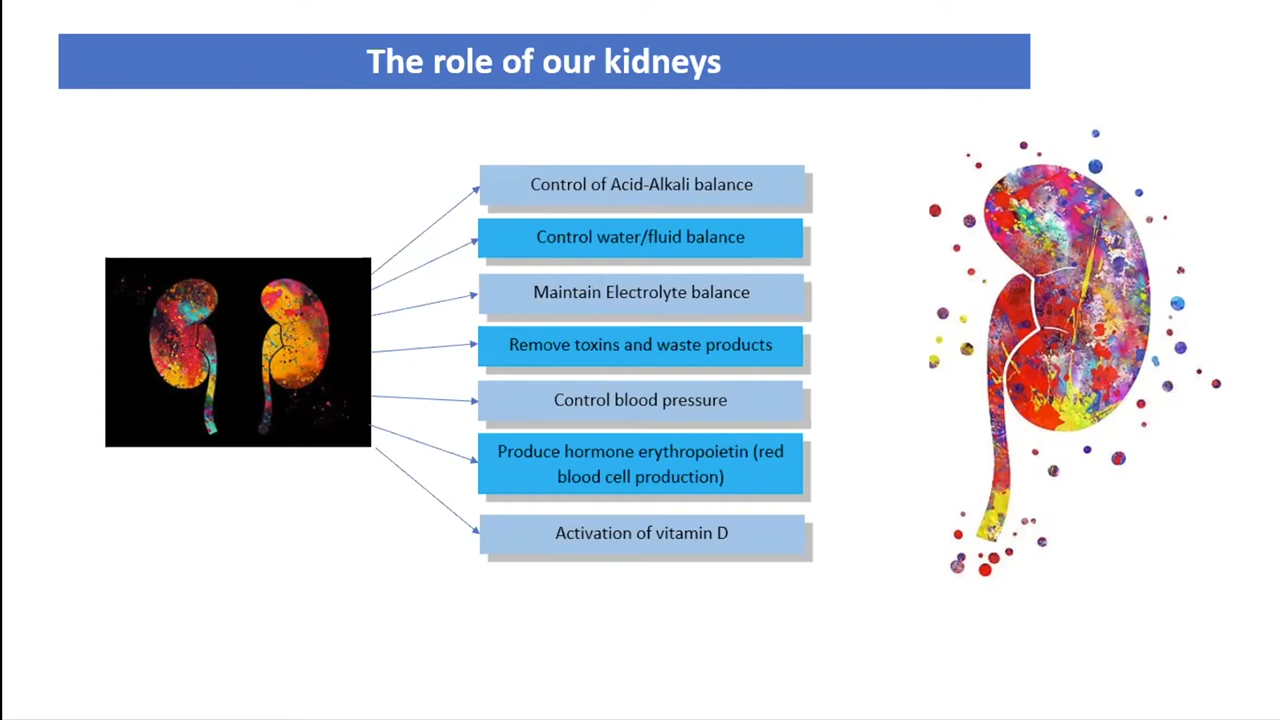 The role of our kidneys
Control of Acid-Alkali balance
Control water/fluid balance
Maintain Electrolyte balance
Remove toxins and waste products
Control blood pressure
Produce hormone erythropoietin (red
blood cell production)
Activation of vitamin D